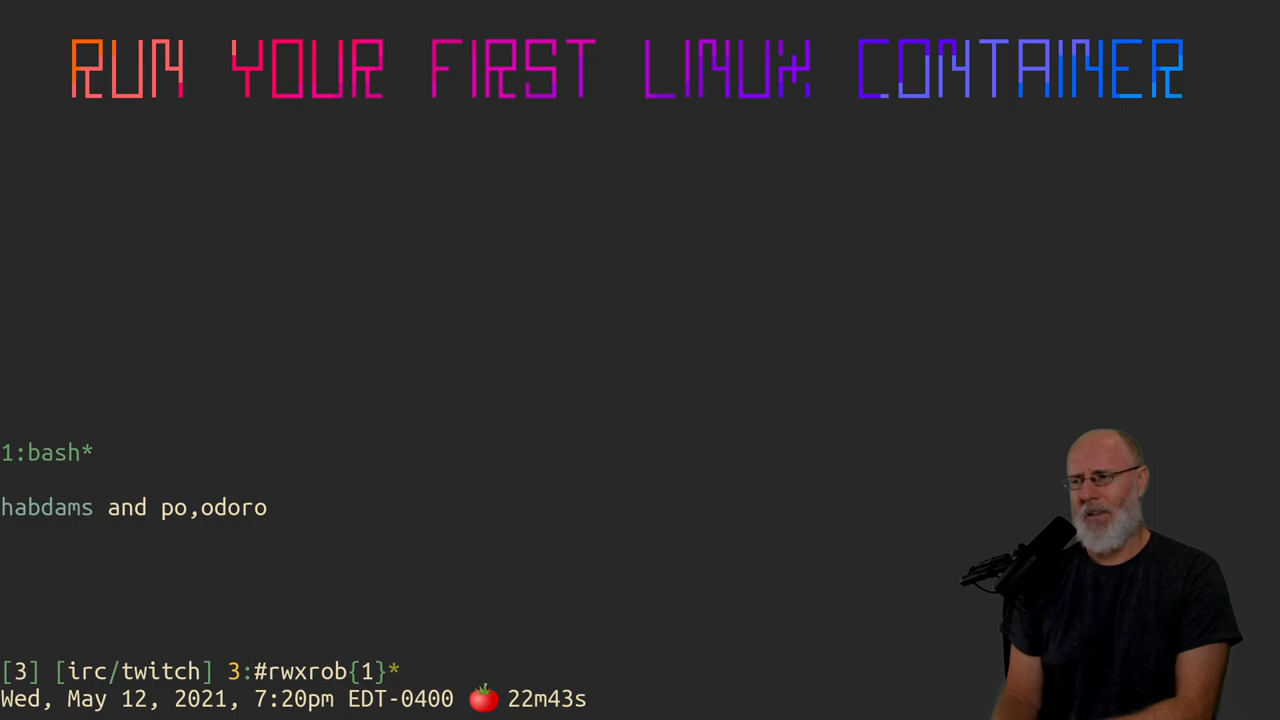 RUN YOUR FIRST LINUX CONTAINER
1:bash*
habdams and po,odoro
[3] [irc/twitch] 3:#rwxrob{1}*
Wed, May 12, 2021, 7:20pm EDT-0400 🍅 22m43s